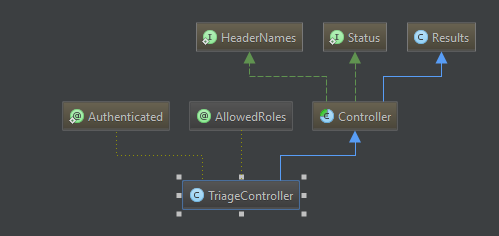 HeaderNames
Status
Results
Authenticated
AllowedRoles
Controller
TriageController